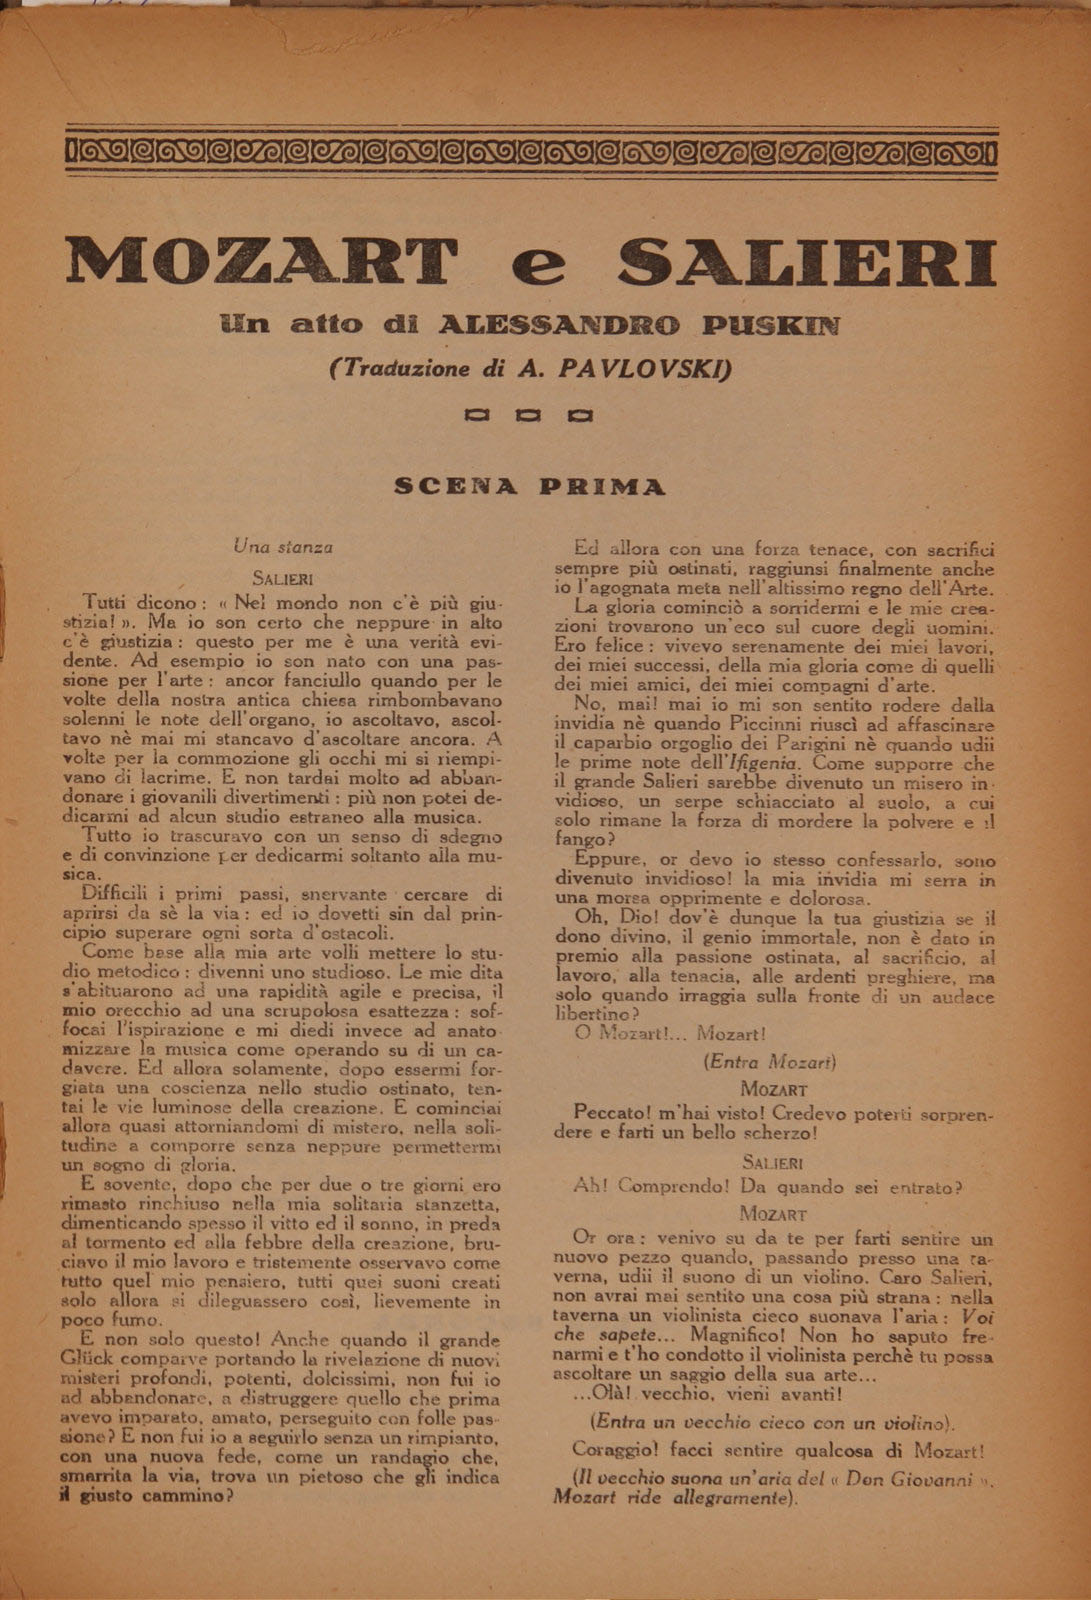 MOZART e SALIERI
Un atto di ALESSANDRO PUSKIN
(Traduzione di A. PAVLOVSKI)
SCENA PRIMA
Una stanza
SALIERI
Tutti dicono : « Nel mondo non c'è più giu-
stizia! ». Ma io son certo che neppure in alto
c'è giustizia : questo per me è una verità evi-
dente. Ad esempio io son nato con una pas-
sione per l'arte : ancor fanciullo quando per le
volte della nostra antica chiesa rimbombavano
solenni le note dell'organo, io ascoltavo, ascol-
tavo nè mai mi stancavo d'ascoltare ancora. A
volte per la commozione gli occhi mi si riempi-
vano di lacrime. E non tardai molto ad abban-
donare i giovanili divertimenti : più non potei de-
dicarmi ad alcun studio estraneo alla musica.
Tutto io trascuravo con un senso di sdegno
e di convinzione per dedicarmi soltanto alla mu-
sica.
Difficili i primi passi, snervante cercare di
aprirsi da sè la via : ed io dovetti sin dal prin-
cipio superare ogni sorta d'ostacoli.
Come base alla mia arte volli mettere lo stu-
dio metodico : divenni uno studioso. Le mie dita
s'abituarono ad una rapidità agile e precisa, il
mio orecchio ad una scrupolosa esattezza : sof-
focai l'ispirazione e mi diedi invece ad anato-
mizzare la musica come operando su di un ca-
davere. Ed allora solamente, dopo essermi for-
giata una coscienza nello studio ostinato, ten-
tai le vie luminose della creazione. E cominciai
allora quasi attorniandomi di mistero, nella soli-
tudine a comporre senza neppure permettermi
un sogno di gloria.
E sovente, dopo che per due o tre giorni ero
rimasto rinchiuso nella mia solitaria stanzetta,
dimenticando spesso il vitto ed il sonno, in preda
al tormento ed alla febbre della creazione, bru-
ciavo il mio lavoro e tristemente osservavo come
tutto quel mio pensiero, tutti quei suoni creati
solo allora si dileguassero così, lievemente in
poco fumo.
E non solo questo! Anche quando il grande
Glück comparve portando la rivelazione di nuovi
misteri profondi, potenti, dolcissimi, non fui io
ad abbandonare, a distruggere quello che prima
avevo imparato, amato, perseguito con folle pas-
sione? E non fui io a seguirlo senza un rimpianto,
con una nuova fede, come un randagio che,
smarrita la via, trova un pietoso che gli indica
il giusto cammino?
Ed allora con una forza tenace, con sacrifici
sempre più ostinati, raggiunsi finalmente anche
io l'agognata meta nell'altissimo regno dell'Arte.
La gloria cominciò a sorridermi e le mie crea-
zioni trovarono un'eco sul cuore degli uomini.
Ero felice : vivevo serenamente dei miei lavori,
dei miei successi, della mia gloria come di quelli
dei miei amici, dei miei compagni d'arte.
No, mai! mai io mi son sentito rodere dalla
invidia nè quando Piccinni riuscì ad affascinare
il caparbio orgoglio dei Parigini nè quando udii
le prime note dell'Ifigenia. Come supporre che
il grande Salieri sarebbe divenuto un misero in-
vidioso, un serpe schiacciato al suolo, a cui
solo rimane la forza di mordere la polvere e il
fango?
Eppure, or devo io stesso confessarlo, sono
divenuto invidioso! la mia invidia mi serra in
una morsa opprimente e dolorosa.
Oh, Dio! dov'è dunque la tua giustizia se il
dono divino, il genio immortale, non è dato in
premio alla passione ostinata, al sacrificio, al
lavoro, alla tenacia, alle ardenti preghiere, ma
solo quando irraggia sulla fronte di un audace
libertino?
O Mozart!... Mozart!
(Entra Mozart)
MOZART
Peccato! m'hai visto! Credevo poterti sorpren-
dere e farti un bello scherzo!
SALIERI
Ah! Comprendo! Da quando sei entrato?
MOZART
Or ora : venivo su da te per farti sentire un
nuovo pezzo quando, passando presso una ta-
verna, udii il suono di un violino. Caro Salieri,
non avrai mai sentito una cosa più strana : nella
taverna un violinista cieco suonava l'aria : Voi
che sapete... Magnifico! Non ho saputo fre-
narmi e t'ho condotto il violinista perchè tu possa
ascoltare un saggio della sua arte...
...Olà! vecchio, vieni avanti!
(Entra un vecchio cieco con un violino).
Coraggio! facci sentire qualcosa di Mozart!
(Il vecchio suona un'aria del « Don Giovanni ».
Mozart ride allegramente).